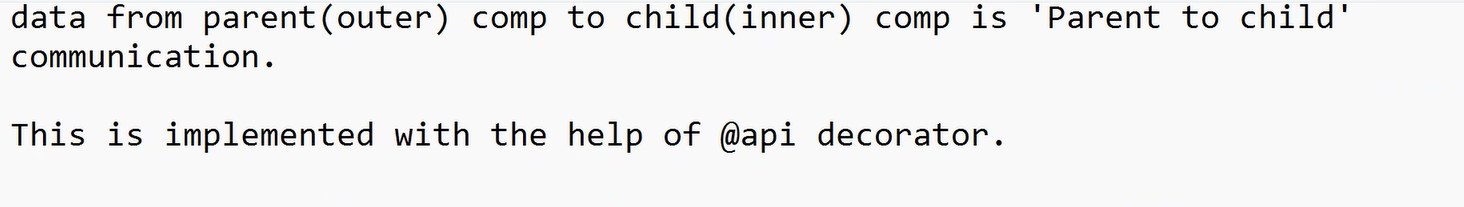 data from parent(outer) comp to child(inner) comp is 'Parent to child'
communication.
This is implemented with the help of @api decorator.